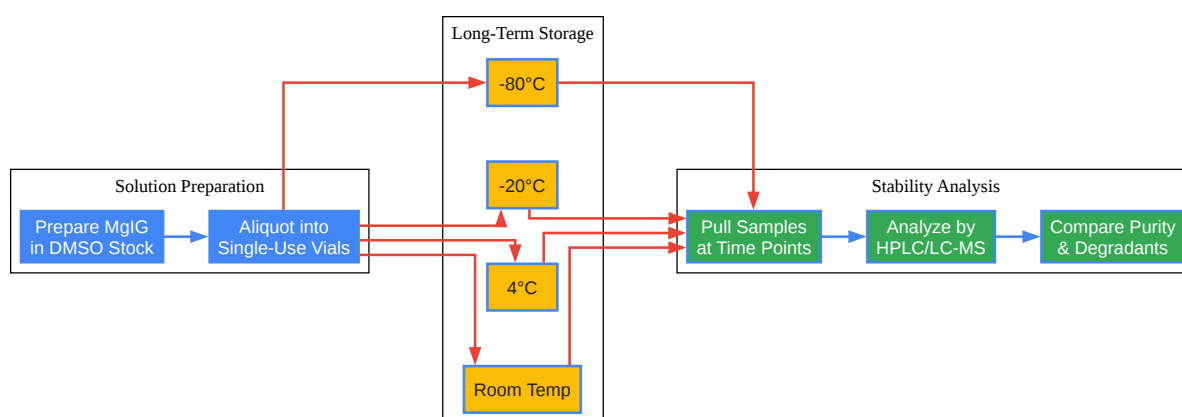 Long-Term Storage
-80°C
-20°C
4°C
Room Temp
Solution Preparation
Prepare MgIG
in DMSO Stock
Aliquot into
Single-Use Vials
Stability Analysis
Pull Samples
at Time Points
Analyze by
HPLC/LC-MS
Compare Purity
& Degradants